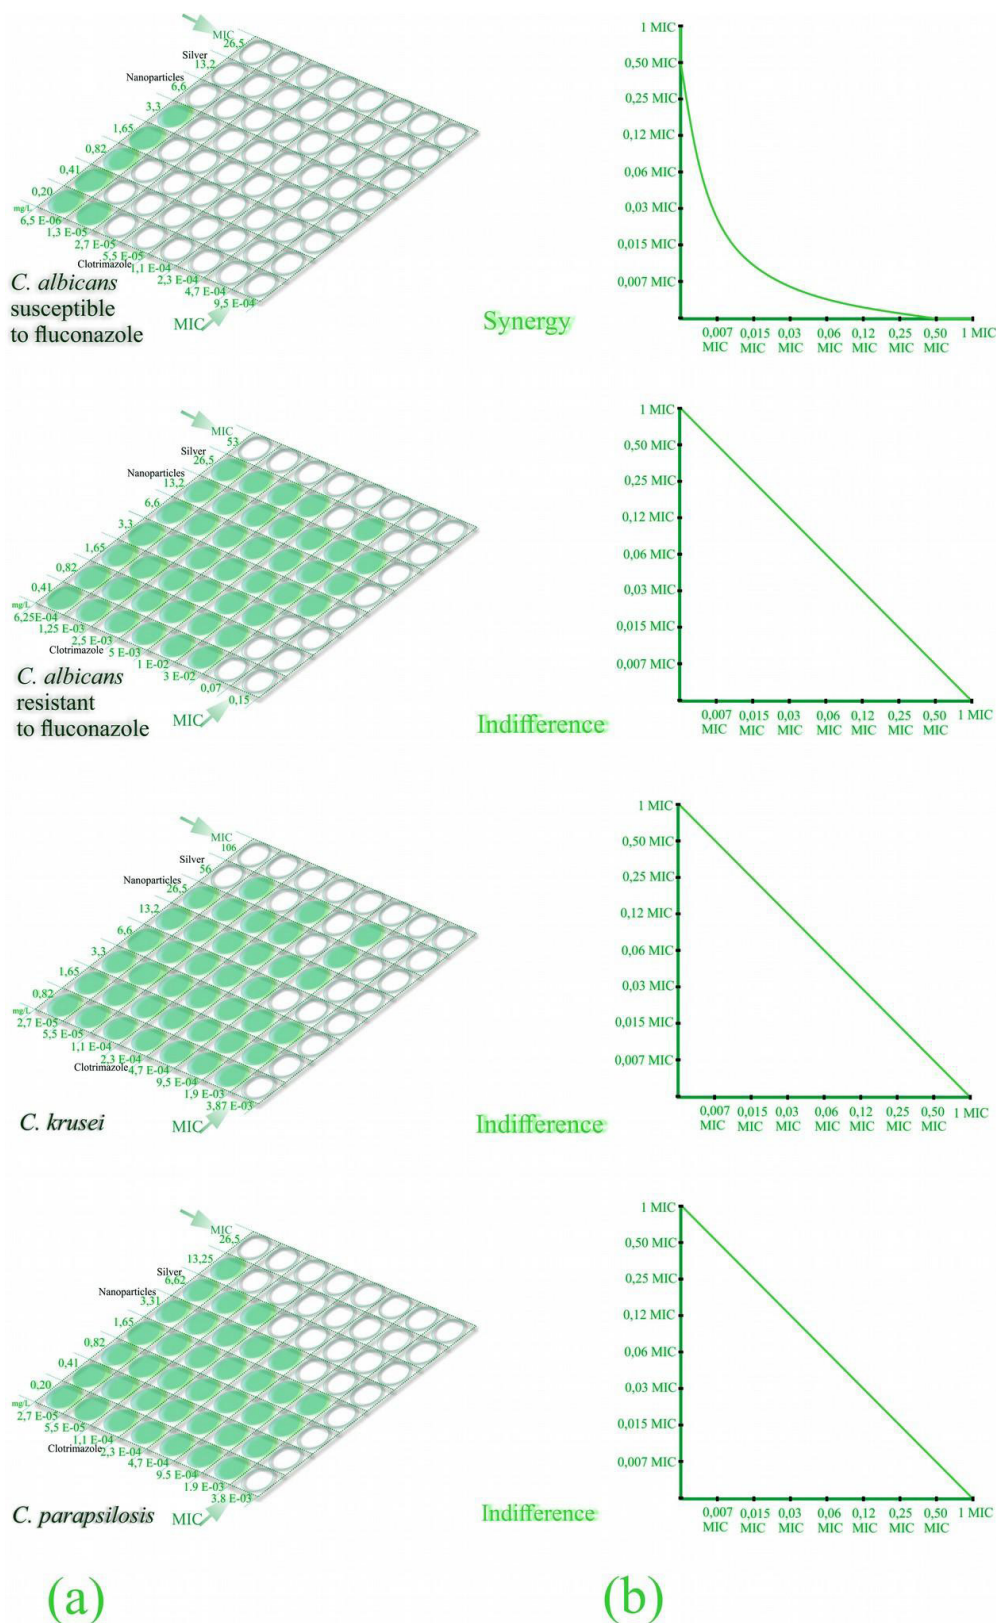 MIC
26,5
Silver
13,2
Nanoparticles
6,6
3,3
1,65
0,82
0,41
0,20
mg/L
6,5 E-06
1,3 E-05
2,7 E-05
5,5 E-05
Clotrimazole
1,1 E-04
2,3 E-04
4,7 E-04
9,5 E-04
MIC
C. albicans
susceptible
to fluconazole
Synergy
1 MIC
0,50 MIC
0,25 MIC
0,12 MIC
0,06 MIC
0,03 MIC
0,015 MIC
0,007 MIC
0,007 0,015 0,03 0,06 0,12 0,25 0,50 1 MIC
MIC MIC MIC MIC MIC MIC MIC
MIC
53
Silver
26,5
Nanoparticles
13,2
6,6
3,3
1,65
0,82
0,41
mg/L
6,25E-04
1,25 E-03
2,5 E-03
Clotrimazole
5 E-03
1 E-02
3 E-02
0,07
0,15
MIC
C. albicans
resistant
to fluconazole
Indifference
1 MIC
0,50 MIC
0,25 MIC
0,12 MIC
0,06 MIC
0,03 MIC
0,015 MIC
0,007 MIC
0,007 0,015 0,03 0,06 0,12 0,25 0,50 1 MIC
MIC MIC MIC MIC MIC MIC MIC
MIC
106
Silver
56
Nanoparticles
26,5
13,2
6,6
3,3
1,65
0,82
mg/L
2,7 E-05
5,5 E-05
1,1 E-04
2,3 E-04
Clotrimazole
4,7 E-04
9,5 E-04
1,9 E-03
3,87 E-03
MIC
C. krusei
Indifference
1 MIC
0,50 MIC
0,25 MIC
0,12 MIC
0,06 MIC
0,03 MIC
0,015 MIC
0,007 MIC
0,007 0,015 0,03 0,06 0,12 0,25 0,50 1 MIC
MIC MIC MIC MIC MIC MIC MIC
MIC
26,5
13,25
Silver
6,62
Nanoparticles
3,31
1,65
0,82
0,41
0,20
mg/L
2,7 E-05
5,5 E-05
1,1 E-04
Clotrimazole
2,3 E-04
4,7 E-04
9,5 E-04
1.9 E-03
3.8 E-03
MIC
C. parapsilosis
Indifference
1 MIC
0,50 MIC
0,25 MIC
0,12 MIC
0,06 MIC
0,03 MIC
0,015 MIC
0,007 MIC
0,007 0,015 0,03 0,06 0,12 0,25 0,50 1 MIC
MIC MIC MIC MIC MIC MIC MIC
(a) (b)